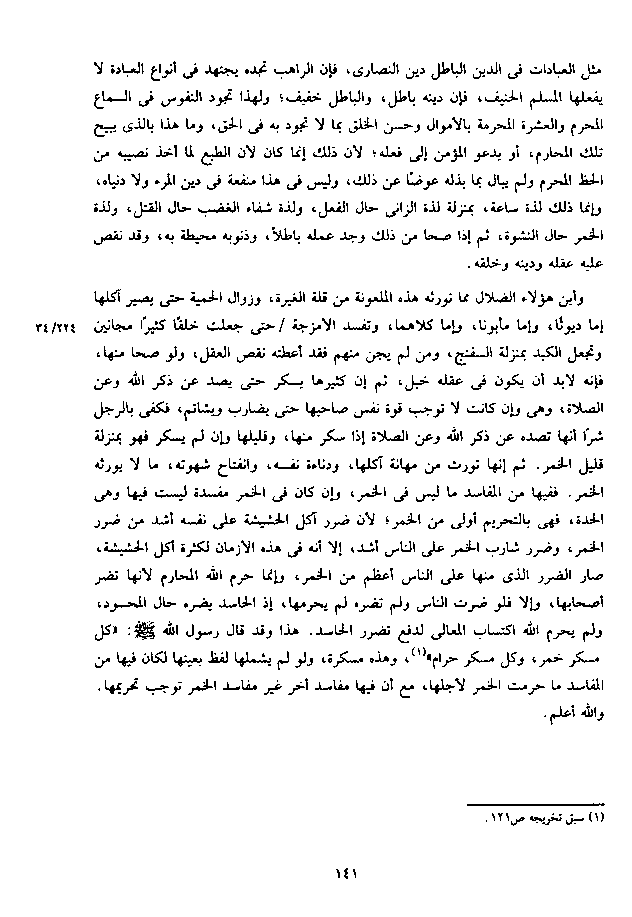 مثل العبادات فى الدين الباطل دين النصارى، فإن الراهب تجده يجتهد فى أنواع العبادة لا
يفعلها المسلم الحنيف، فإن دينه باطل، والباطل خفيف؛ ولهذا تجود النفوس فى السماع
المحرم والعشرة المحرمة بالأموال وحسن الخلق بما لا تجود به فى الحق، وما هذا بالذى يبيح
تلك المحارم، أو يدعو المؤمن إلى فعله؛ لأن ذلك إنما كان لأن الطبع لما أخذ نصيبه من
الحظ المحرم ولم يبال بما بذله عوضًا عن ذلك، وليس فى هذا منفعة فى دين المرء ولا دنياه،
وإنما ذلك لذة ساعة، بمنزلة لذة الزانى حال الفعل، ولذة شفاء الغضب حال القتل، ولذة
الخمر حال النشوة، ثم إذا صحا من ذلك وجد عمله باطلاً، وذنوبه محيطة به، وقد نقص
عليه عقله ودينه وخلقه.
وأين هؤلاء الضلال مما تورثه هذه الملعونة من قلة الغيرة، وزوال الحمية حتى يصير آكلها
إما ديوثًا، وإما مأبونا، وإما كلاهما، وتفسد الأمزجة / حتى جعلت خلقًا كثيرًا مجانين
٣٤/٢٢٤
وتجعل الكبد بمنزلة السفنج، ومن لم يجن منهم فقد أعطته نقص العقل، ولو صحا منها،
فإنه لابد أن يكون فى عقله خبل، ثم إن كثيرها يسكر حتى يصد عن ذكر الله وعن
الصلاة، وهى وإن كانت لا توجب قوة نفس صاحبها حتى يضارب ويشاتم، فكفى بالرجل
شرًا أنها تصده عن ذكر الله وعن الصلاة إذا سكر منها، وقليلها وإن لم يسكر فهو بمنزلة
قليل الخمر. ثم إنها تورث من مهانة آكلها، ودناءة نفسه، وانفتاح شهوته، ما لا يورثه
الخمر. ففيها من المفاسد ما ليس فى الخمر، وإن كان فى الخمر مفسدة ليست فيها وهى
الحدة، فهى بالتحريم أولى من الخمر؛ لأن ضرر آكل الحشيشة على نفسه أشد من ضرر
الخمر، وضرر شارب الخمر على الناس أشد، إلا أنه فى هذه الأزمان لكثرة أكل الحشيشة،
صار الضرر الذى منها على الناس أعظم من الخمر، وإنما حرم الله المحارم لأنها تضر
أصحابها، وإلا فلو ضرت الناس ولم تضره لم يحرمها، إذ الحاسد يضره حال المحسود،
ولم يحرم الله اكتساب المعالى لدفع تضرر الحاسد. هذا وقد قال رسول الله ﷺ: «كل
مسكر خمر، وكل مسكر حرام»(١)، وهذه مسكرة، ولو لم يشملها لفظ بعينها لكان فيها من
المفاسد ما حرمت الخمر لأجلها، مع أن فيها مفاسد أخر غير مفاسد الخمر توجب تحريمها.
والله أعلم.
(١) سبق تخريجه ص١٢١.
١٤١